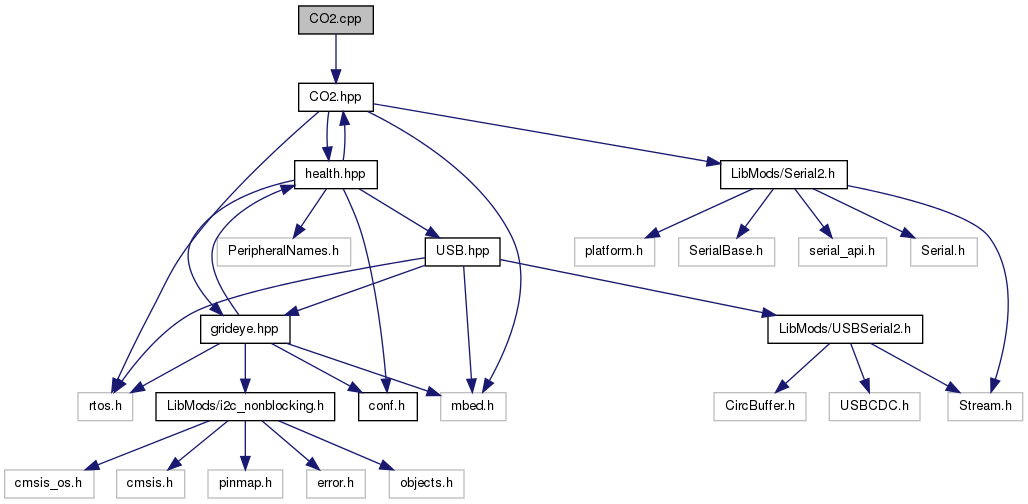 CO2.cpp
CO2.hpp
health.hpp
LibMods/Serial2.h
PeripheralNames.h
USB.hpp
platform.h
SerialBase.h
serial_api.h
Serial.h
grideye.hpp
LibMods/USBSerial2.h
rtos.h
LibMods/i2c_nonblocking.h
conf.h
mbed.h
CircBuffer.h
USBCDC.h
Stream.h
cmsis_os.h
cmsis.h
pinmap.h
error.h
objects.h